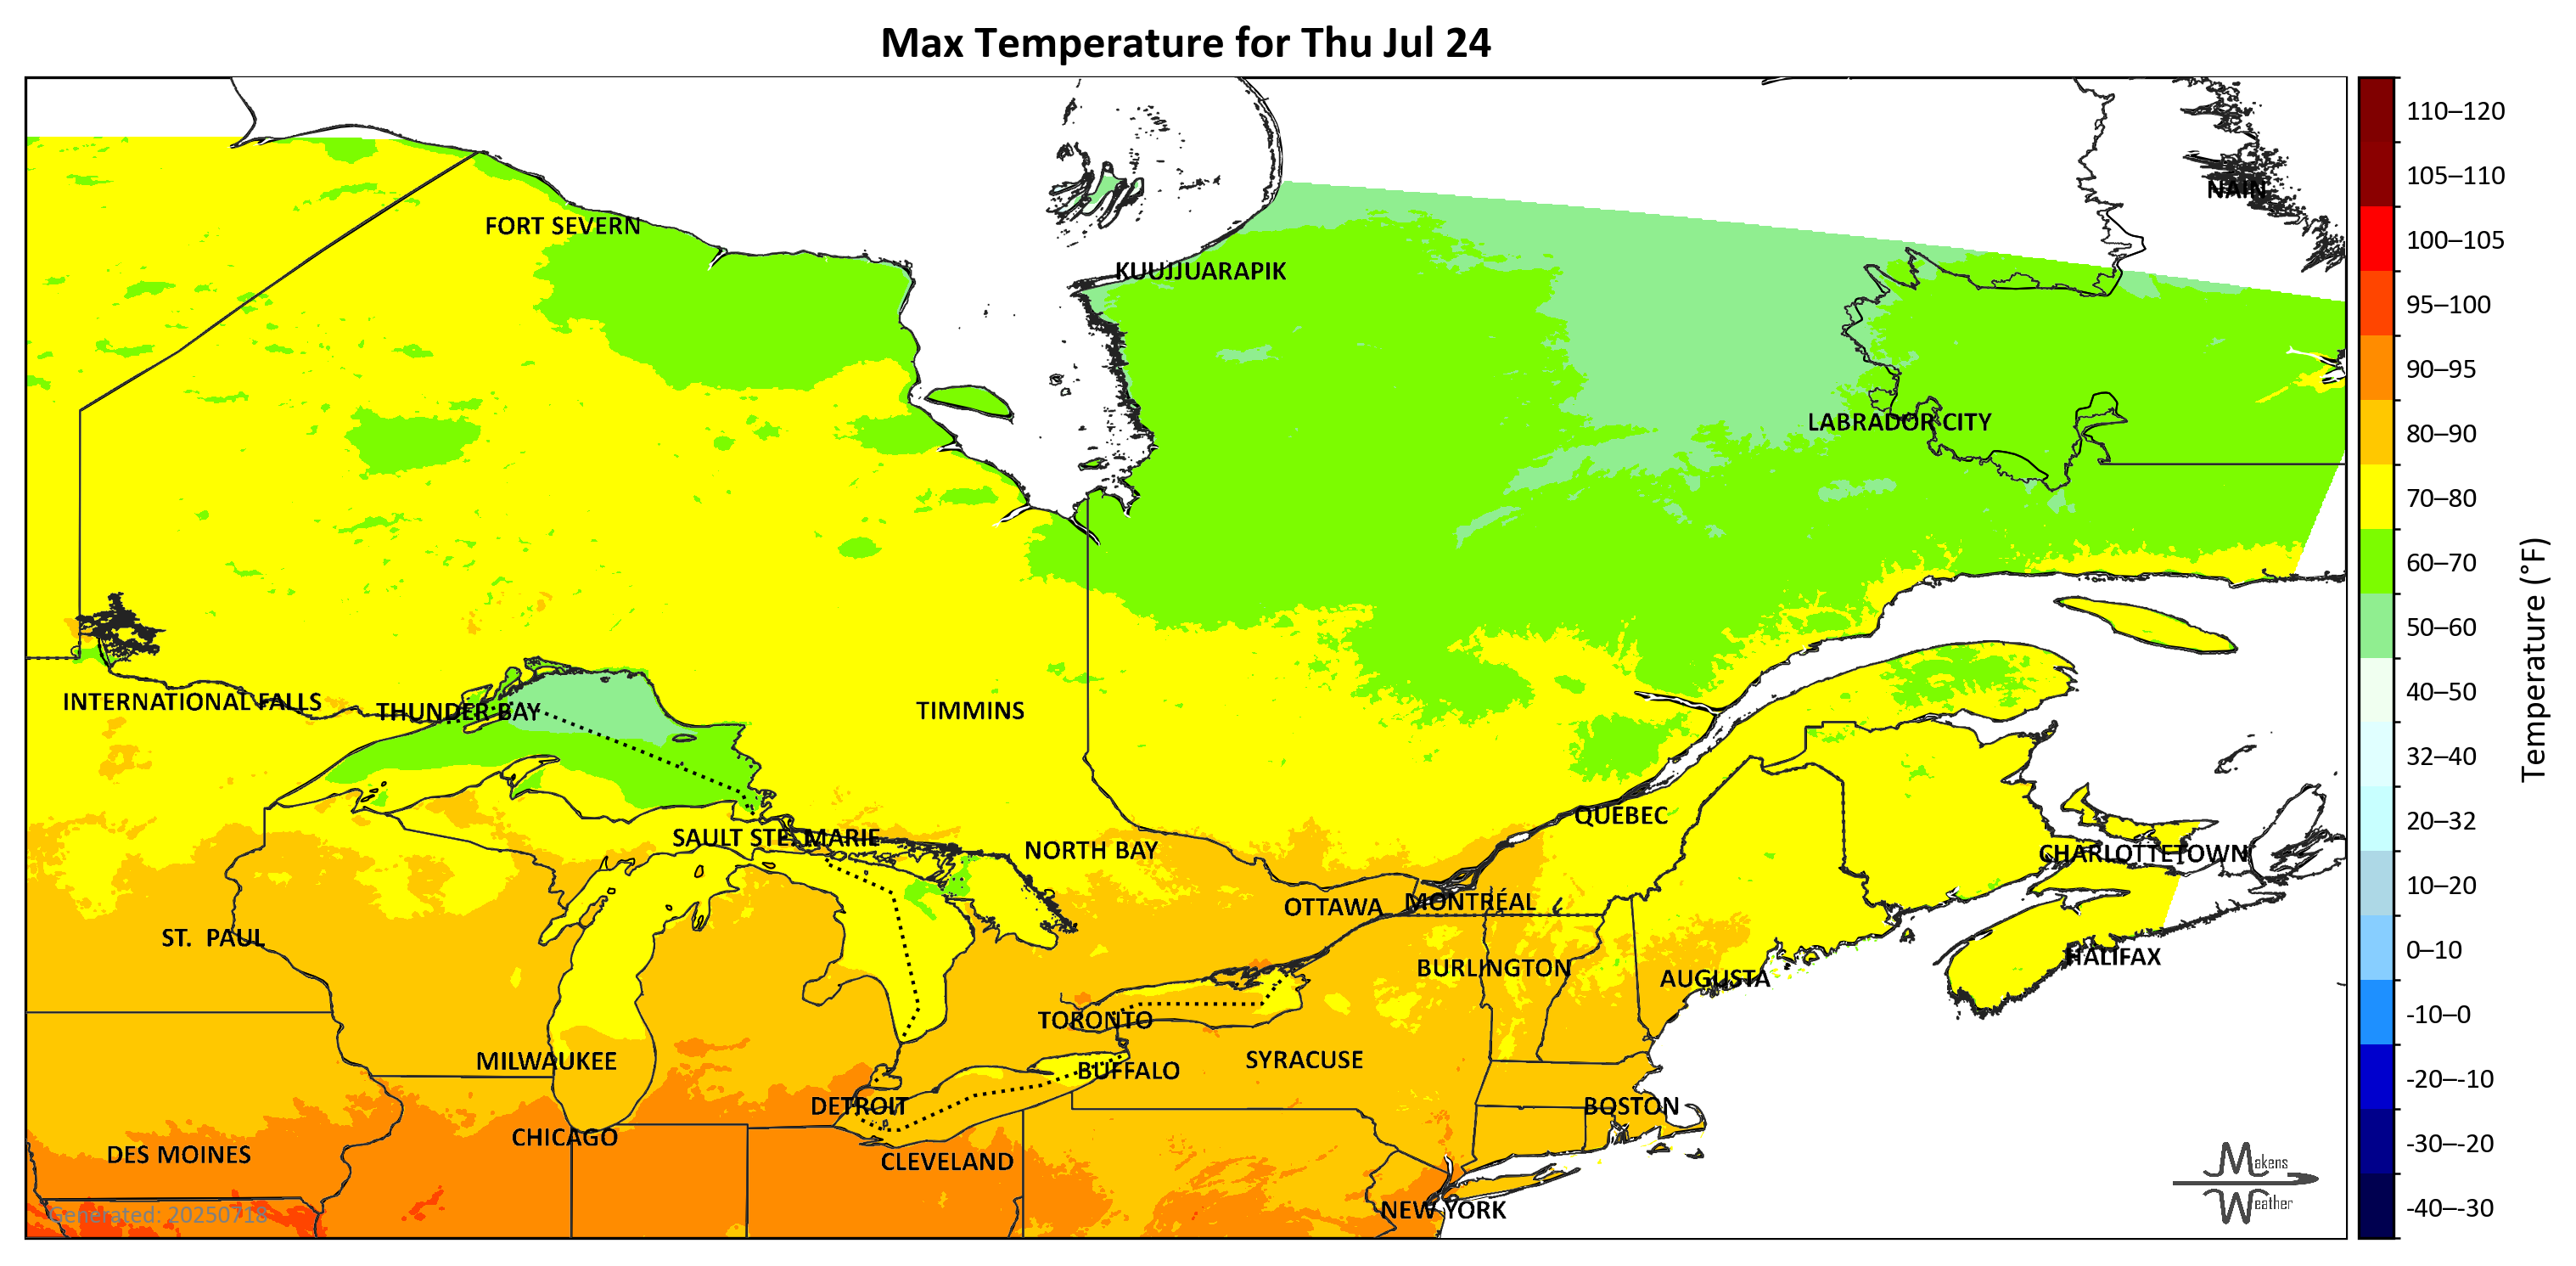 Max Temperature for Thu Jul 24
NAIN
FORT SEVERN
KUUJJUARAPIK
LABRADOR CITY
INTERNATIONAL FALLS
THUNDER BAY
TIMMINS
QUÉBEC
SAULT STE. MARIE
NORTH BAY
CHARLOTTETOWN
OTTAWA
MONTRÉAL
ST. PAUL
HALIFAX
BURLINGTON
AUGUSTA
TORONTO
MILWAUKEE
SYRACUSE
BUFFALO
DETROIT
BOSTON
CHICAGO
DES MOINES
CLEVELAND
NEW YORK
Generated: 20250718
Makens
Weather
110–120
105–110
100–105
95–100
90–95
80–90
70–80
60–70
50–60
40–50
32–40
20–32
10–20
0–10
-10–0
-20–-10
-30–-20
-40–-30
Temperature (°F)